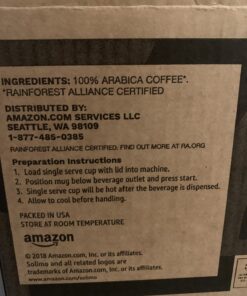 INGREDIENTS: 100% ARABICA COFFEE*.
*RAINFOREST ALLIANCE CERTIFIED
DISTRIBUTED BY:
AMAZON.COM SERVICES LLC
SEATTLE, WA 98109
1-877-485-0385
RAINFOREST ALLIANCE CERTIFIED. FIND OUT MORE AT RA.ORG
Preparation Instructions
1. Load single serve cup with lid into machine.
2. Position mug below beverage outlet and press start.
3. Single serve cup will be hot after the beverage is dispensed.
4. Allow to cool before handling.
PACKED IN USA
STORE AT ROOM TEMPERATURE
amazon
© 2018 Amazon.com, Inc. or its affiliates.
Solimo and all related logos are
trademarks of Amazon.com, Inc. or its affiliates.
www.amazon.com/solimo